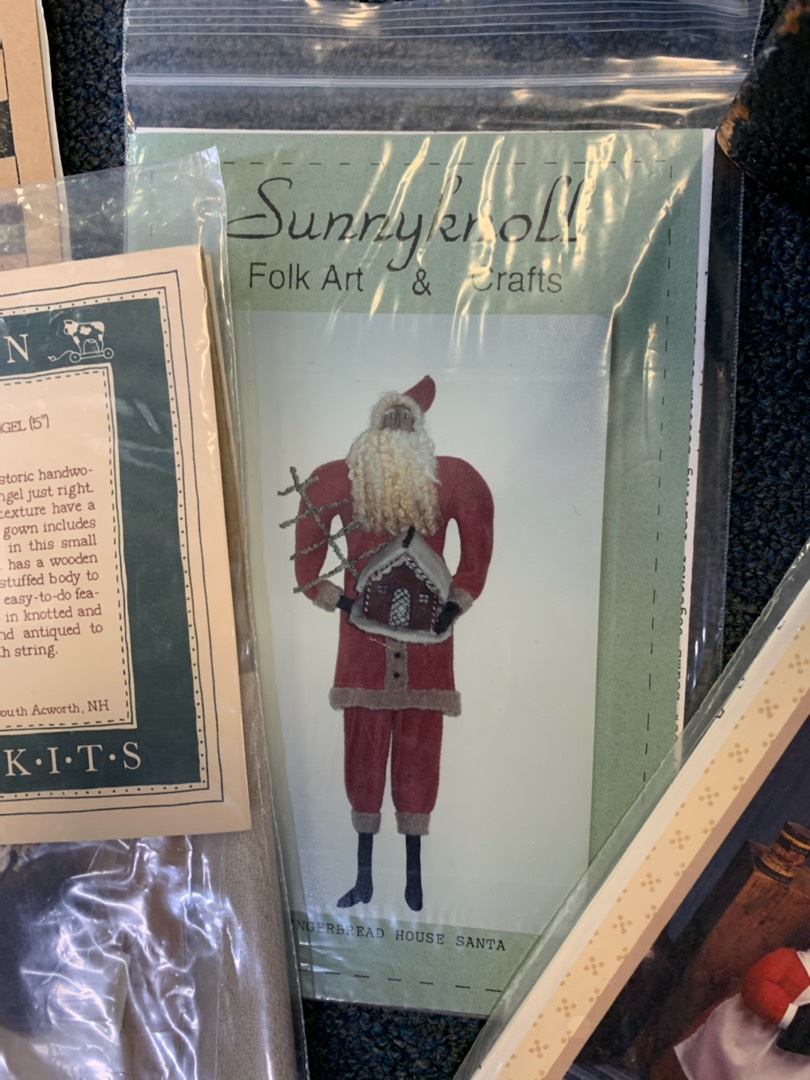 Sunnyknoll
Folk Art & Crafts
NGERBREAD HOUSE SANTA
N
GEL (5")
storic handwo-
ngel just right.
texture have a
gown includes
in this small
has a wooden
stuffed body to
easy-to-do fea-
in knotted and
nd antiqued to
th string.
outh Acworth, NH
K·I·T·S